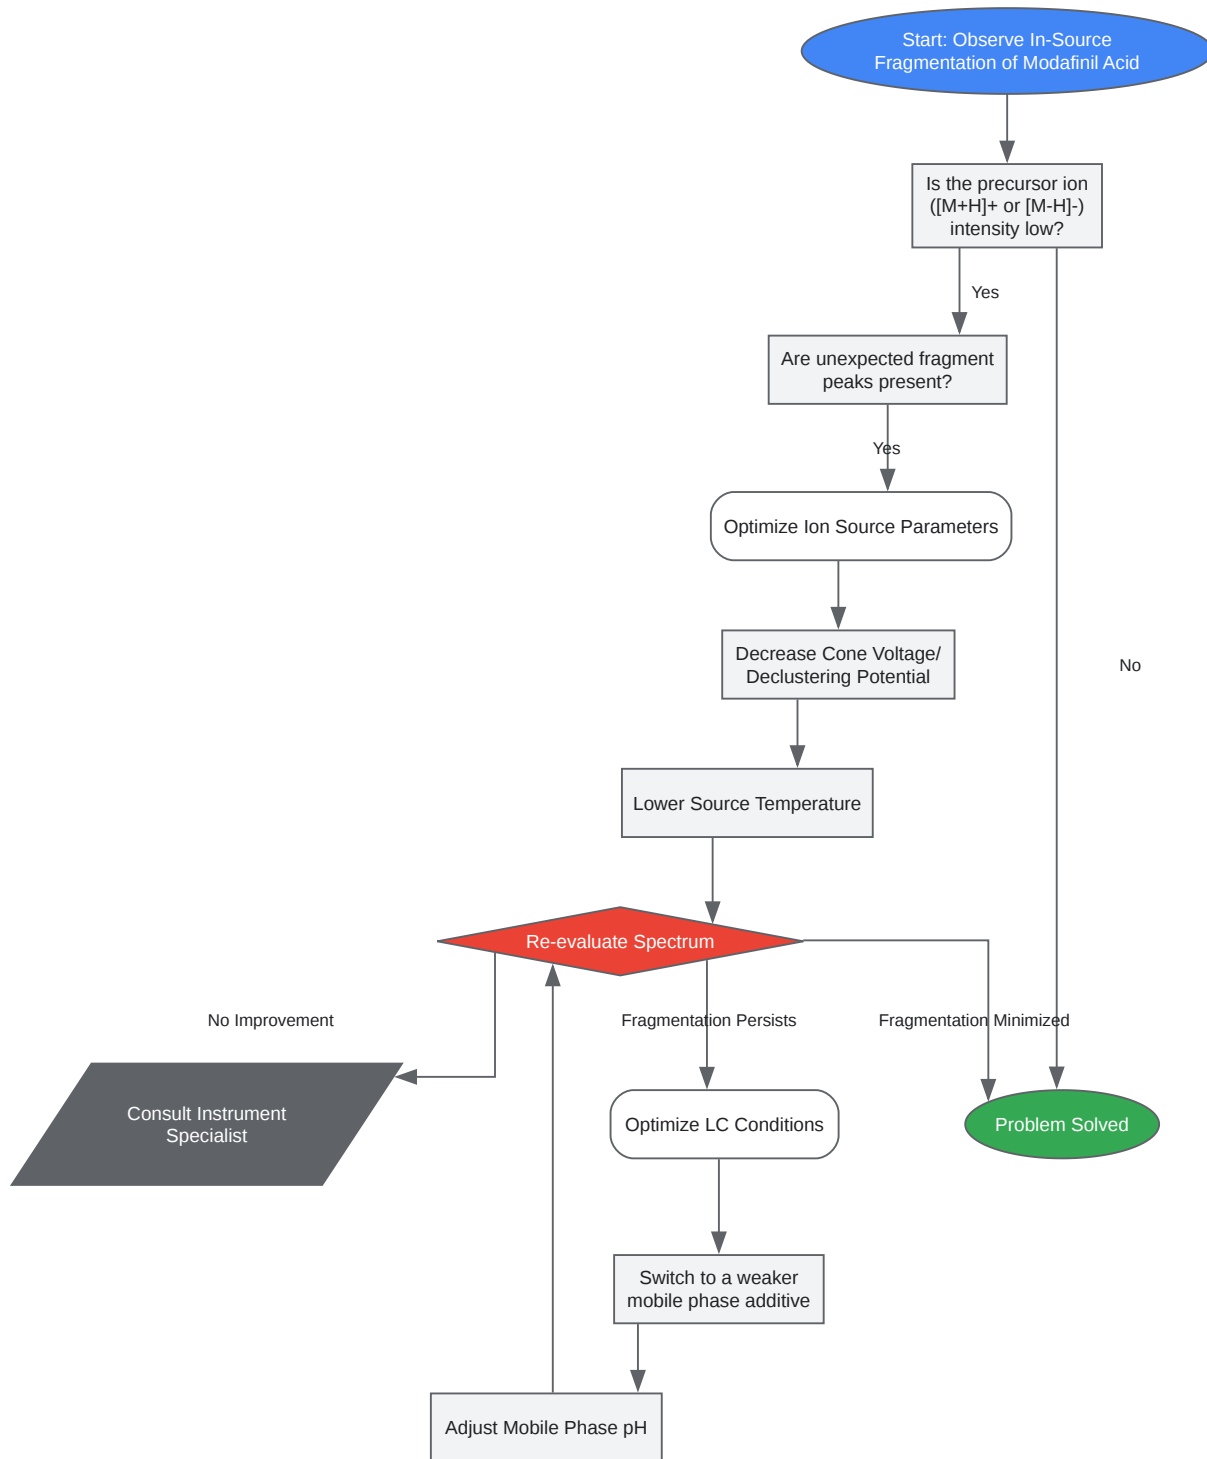 Start: Observe In-Source
Fragmentation of Modafinil Acid
Is the precursor ion
([M+H]+ or [M-H]-)
intensity low?
Yes
Are unexpected fragment
peaks present?
Yes
Optimize Ion Source Parameters
Decrease Cone Voltage/
Declustering Potential
No
Lower Source Temperature
Re-evaluate Spectrum
No Improvement
Fragmentation Persists
Fragmentation Minimized
Consult Instrument
Specialist
Optimize LC Conditions
Problem Solved
Switch to a weaker
mobile phase additive
Adjust Mobile Phase pH